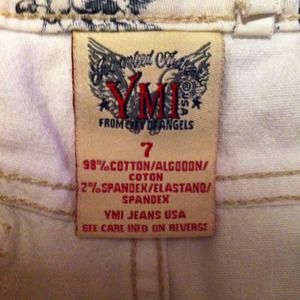 YMI
@USA
FROM CITY OF ANGELS
7
98% COTTON/ALGODON/
COTON
2% SPANDEX/ELASTANO/
SPANDEX
YMI JEANS USA
SEE CARE INFO ON REVERSE